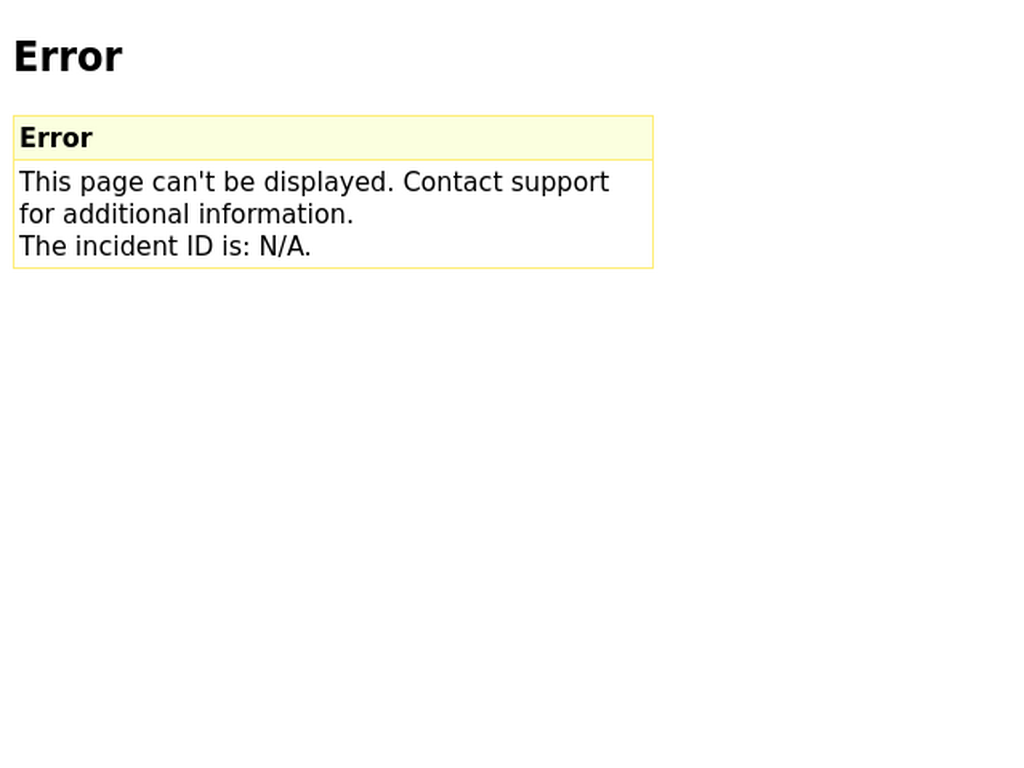 Error
Error
This page can't be displayed. Contact support
for additional information.
The incident ID is: N/A.